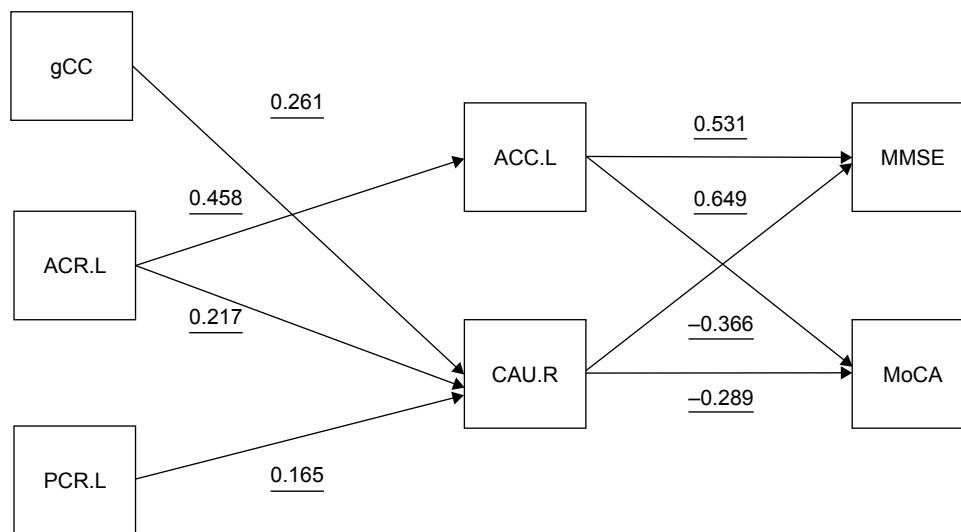 gCC
0.261
0.531
ACC.L
MMSE
0.458
0.649
ACR.L
0.217
–0.366
CAU.R
MoCA
–0.289
PCR.L
0.165